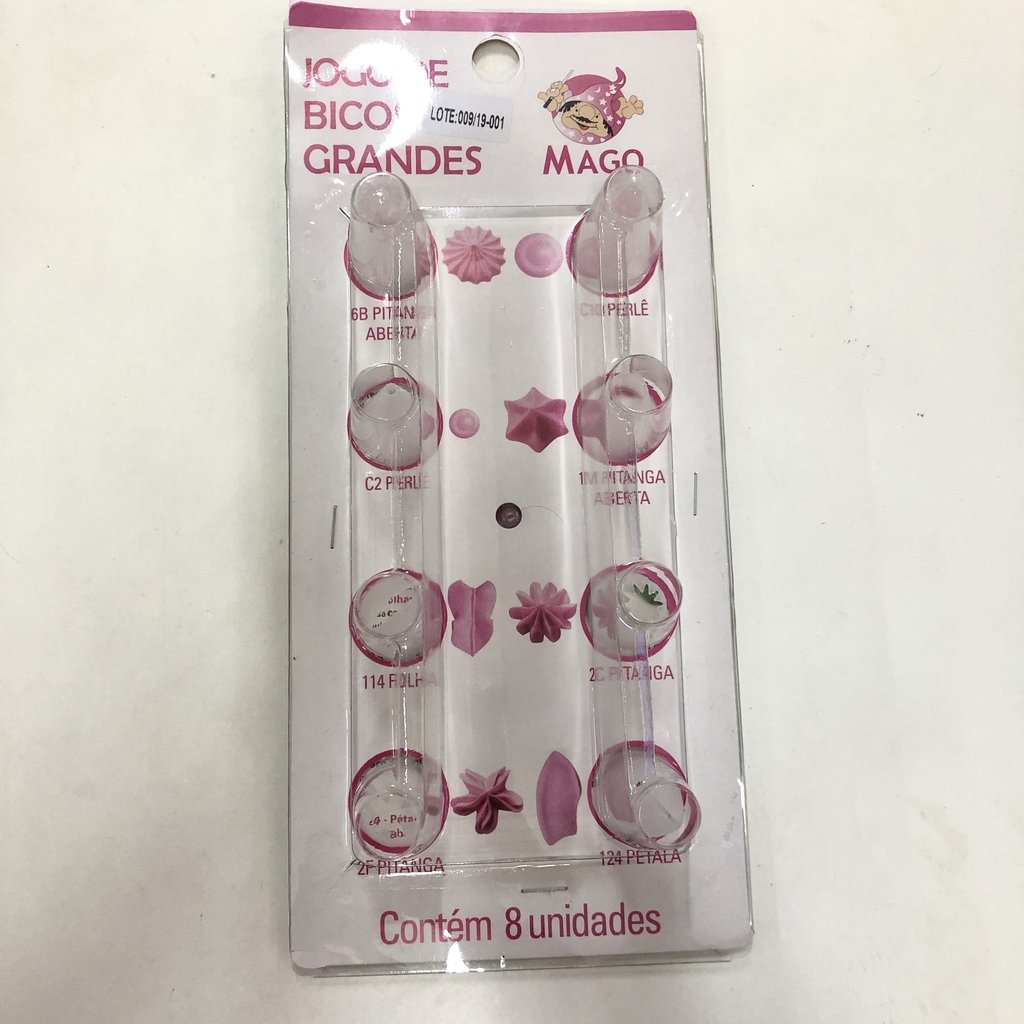 JOGO DE
BICOS
GRANDES
LOTE:009/19-001
MAGO
6B PITANGA
ABERTA
C10 PERLÊ
C2 PERLÊ
1M PITANGA
ABERTA
114 FOLHA
2C PITANGA
2F PITANGA
124 PÉTALA
Contém 8 unidades